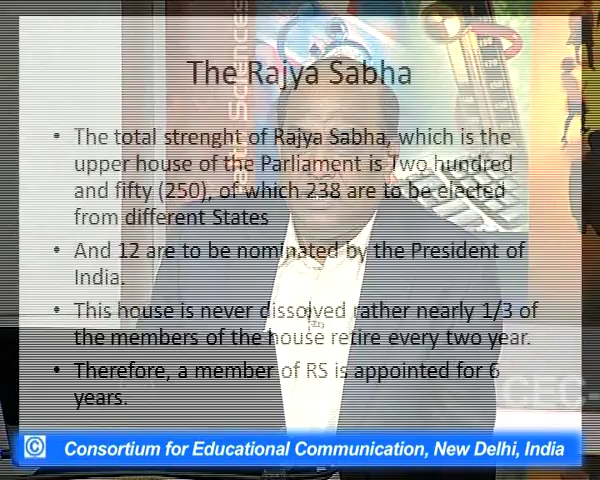 Sciences
The Rajya Sabha
• The total strenght of Rajya Sabha, which is the
upper house of the Parliament is Two hundred
and fifty (250), of which 238 are to be elected
from different States
• And 12 are to be nominated by the President of
India.
• This house is never dissolved rather nearly 1/3 of
the members of the house retire every two year.
• Therefore, a member of RS is appointed for 6
years.
CEC-
© Consortium for Educational Communication, New Delhi, India